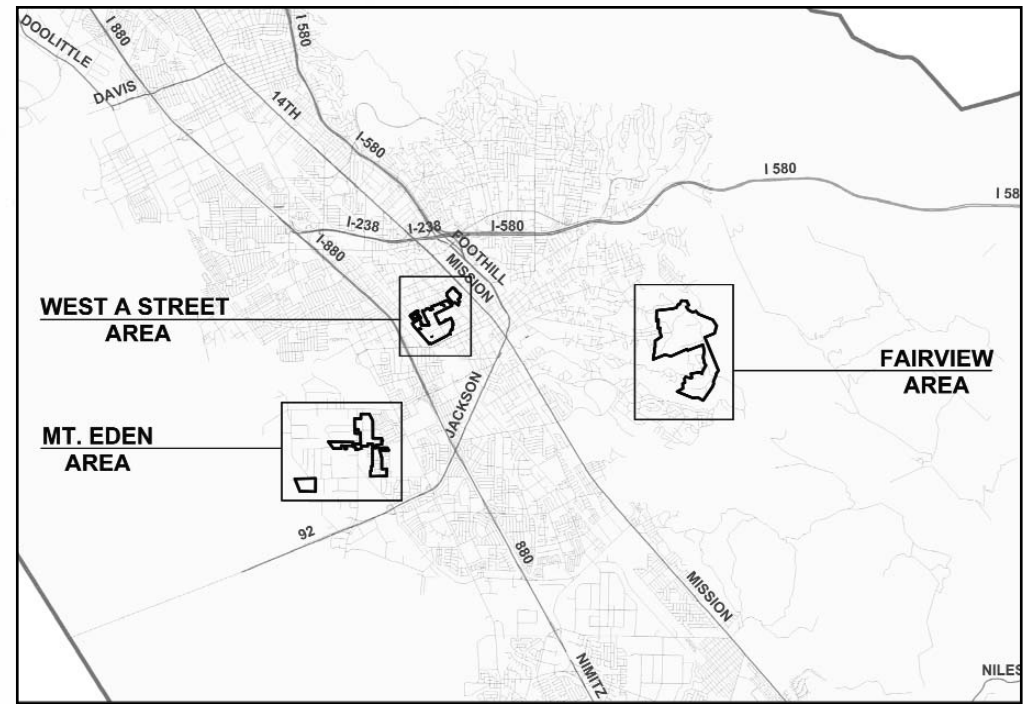 I 880
I 580
DOOLITTLE
DAVIS
14TH
I-580
I 580
I 58
I-238
I-238
I-580
I-880
FOOTHILL
MISSION
WEST A STREET
AREA
FAIRVIEW
AREA
JACKSON
MT. EDEN
AREA
92
880
MISSION
NIMITZ
NILES